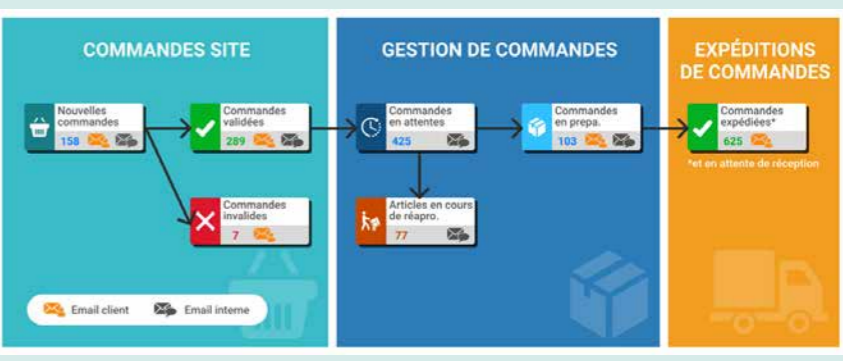 COMMANDES SITE
GESTION DE COMMANDES
EXPÉDITIONS
DE COMMANDES
Nouvelles
commandes
158
Commandes
validées
289
Commandes
en attentes
425
Commandes
en prepa.
103
Commandes
expédiées*
625
*et en attente de réception
Commandes
invalides
7
Articles en cours
de réapro.
77
Email client
Email interne